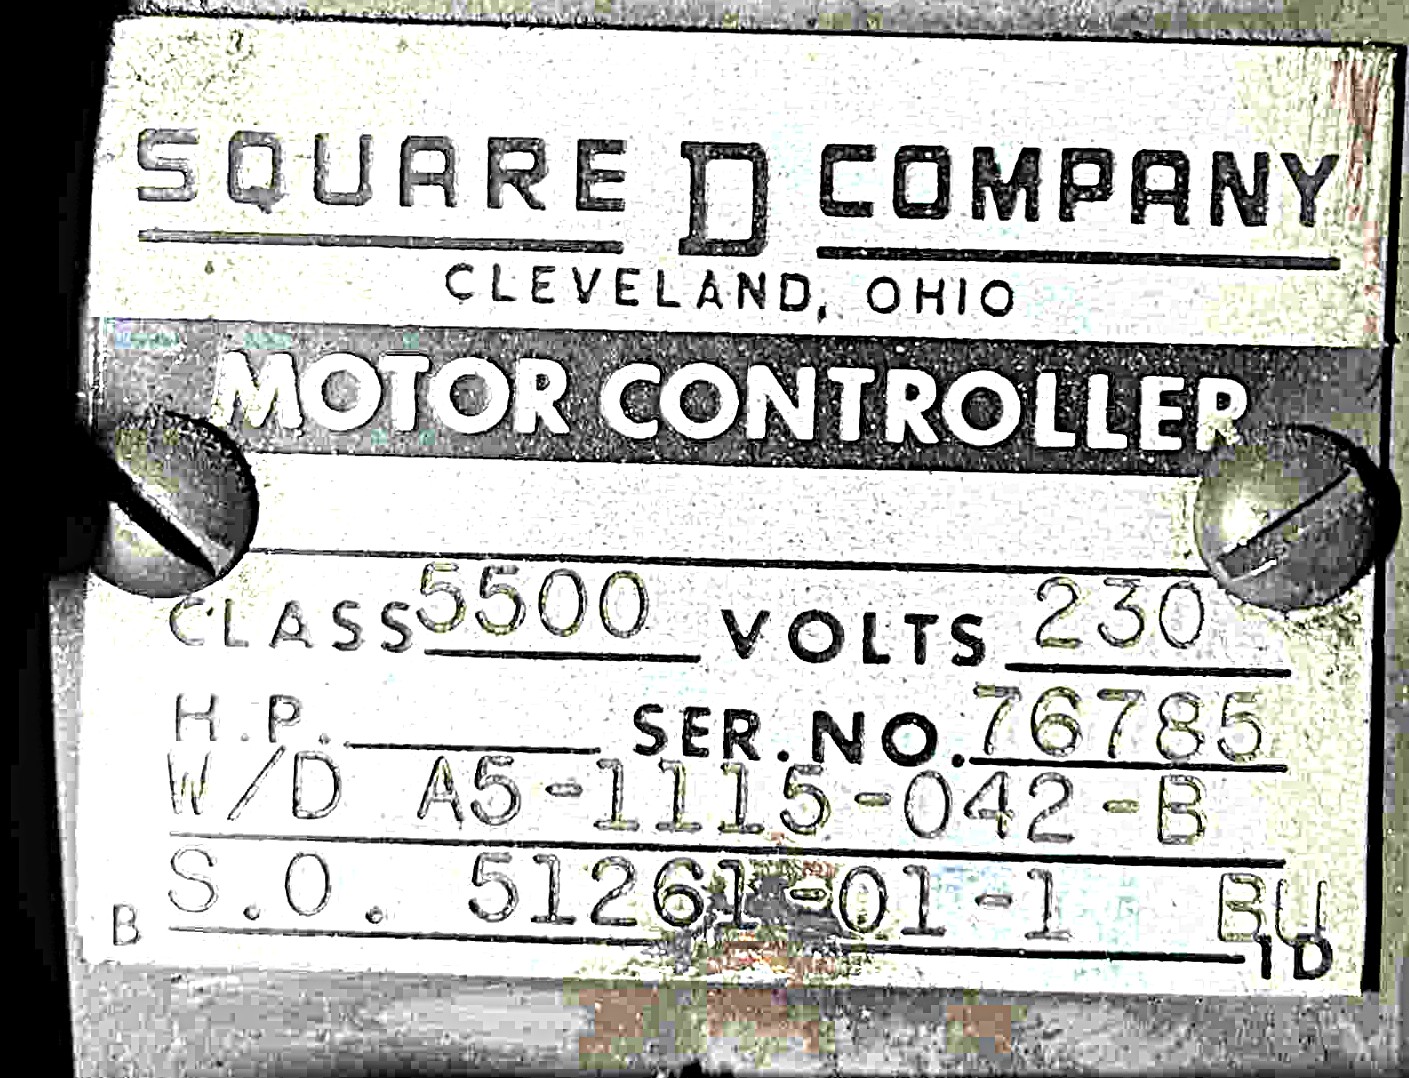 SQUARE D COMPANY
CLEVELAND, OHIO
MOTOR CONTROLLER
CLASS 5500 VOLTS 230
H.P. SER.NO. 76785
W/D A5-1115-042-B
S.O. 51261-01-1
B 1D